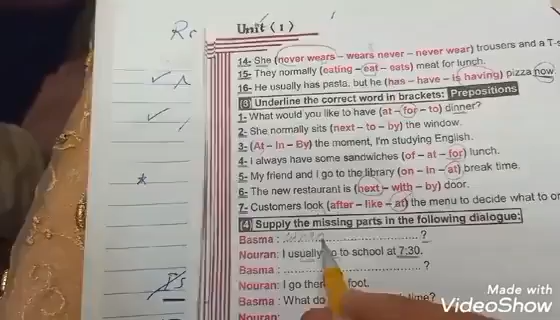 Unit (1)
14- She (never wears – wears never – never wear) trousers and a T-s
15- They normally (eating – eat – eats) meat for lunch.
16- He usually has pasta, but he (has – have – is having) pizza now.
(3) Underline the correct word in brackets: Prepositions
1- What would you like to have (at – for – to) dinner?
2- She normally sits (next – to – by) the window.
3- (At – In – By) the moment, I'm studying English.
4- I always have some sandwiches (of – at – for) lunch.
5- My friend and I go to the library (on – in – at) break time.
6- The new restaurant is (next – with – by) door.
7- Customers look (after – like – at) the menu to decide what to or
(4) Supply the missing parts in the following dialogue:
Basma : ........................................ ?
Nouran: I usually go to school at 7:30.
Basma : ........................................ ?
Nouran: I go there foot.
Basma : What do time?
Nouran:
Made with
VideoShow